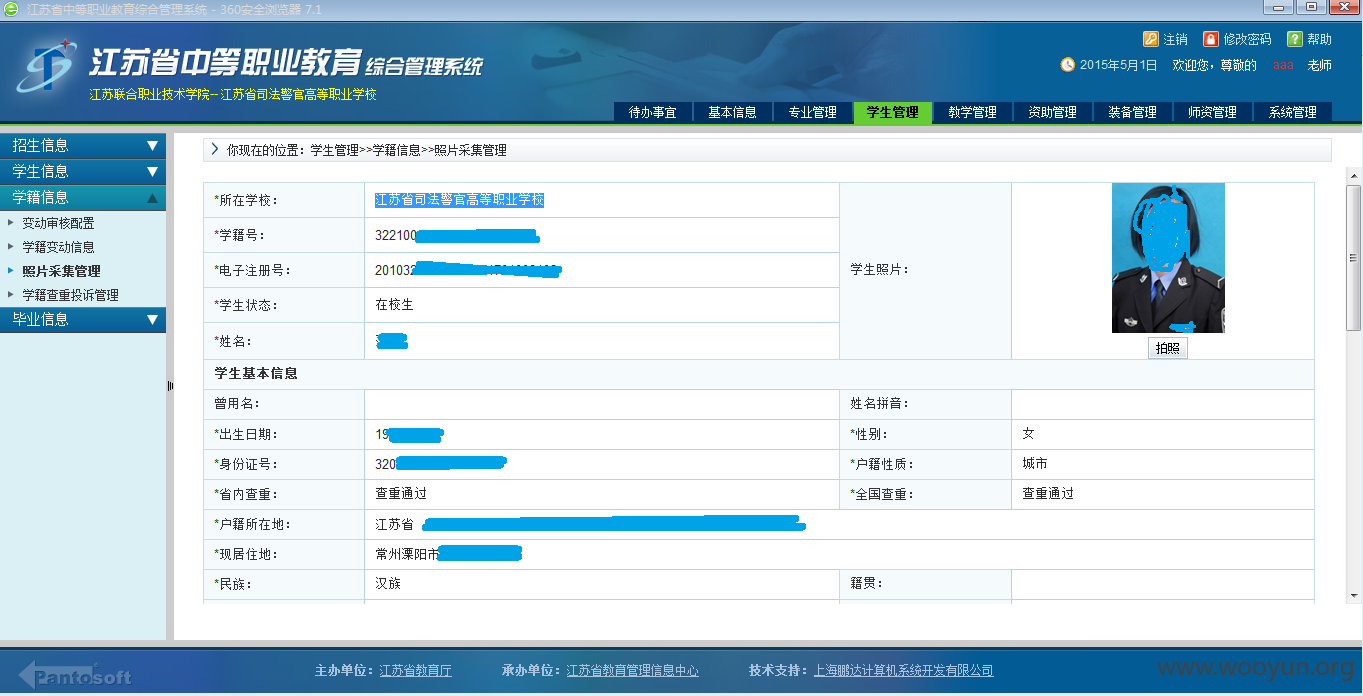 江苏省中等职业教育综合管理系统 - 360安全浏览器 7.1
江苏省中等职业教育综合管理系统
江苏联合职业技术学院--江苏省司法警官高等职业学校
注销 修改密码 帮助
2015年5月1日 欢迎您，尊敬的 aaa 老师
待办事宜 基本信息 专业管理 学生管理 教学管理 资助管理 装备管理 师资管理 系统管理
招生信息
学生信息
学籍信息
变动审核配置
学籍变动信息
照片采集管理
学籍查重投诉管理
毕业信息
你现在的位置：学生管理>>学籍信息>>照片采集管理
*所在学校： 江苏省司法警官高等职业学校
*学籍号： 322100
*电子注册号： 201032
学生照片：
*学生状态： 在校生
*姓名：
拍照
学生基本信息
曾用名： 姓名拼音：
*出生日期： 19 *性别： 女
*身份证号： 320 *户籍性质： 城市
*省内查重： 查重通过 *全国查重： 查重通过
*户籍所在地： 江苏省
*现居住地： 常州溧阳市
*民族： 汉族 籍贯：
Pantosoft
主办单位：江苏省教育厅 承办单位：江苏省教育管理信息中心 技术支持：上海鹏达计算机系统开发有限公司
www.wooyun.org